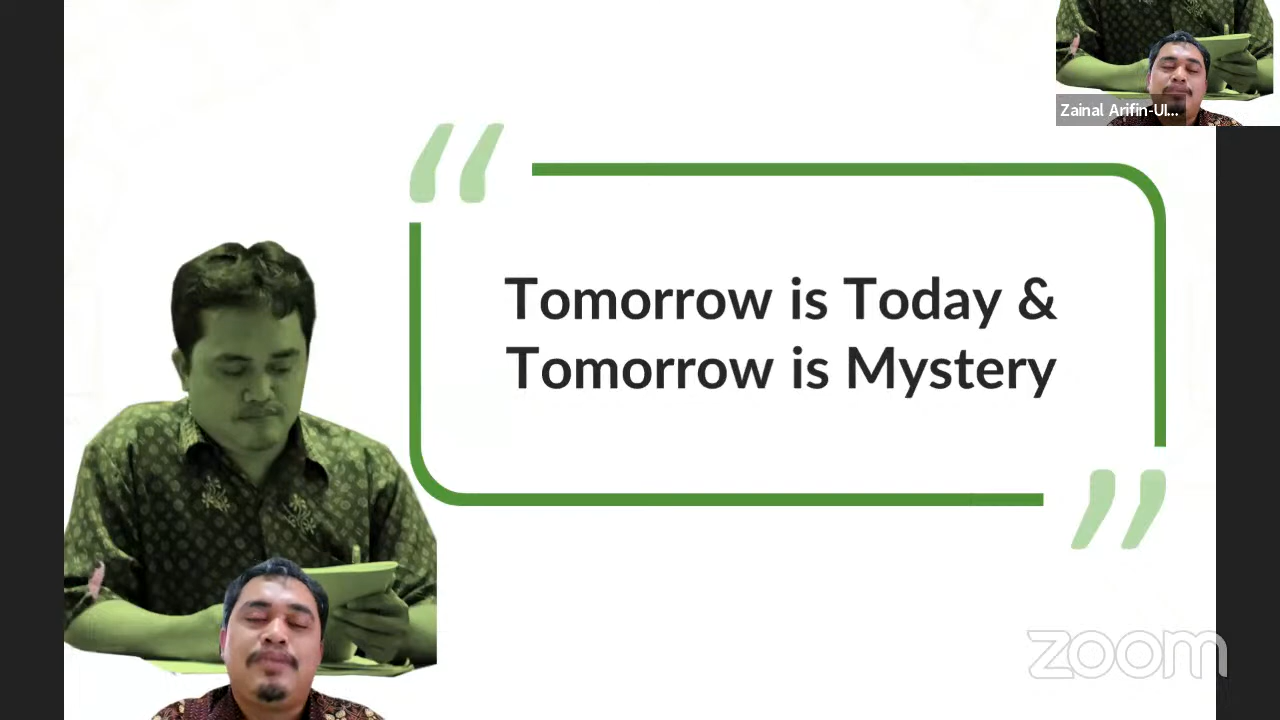 Zainal Arifin-UI...
“
Tomorrow is Today &
Tomorrow is Mystery
”
zoom